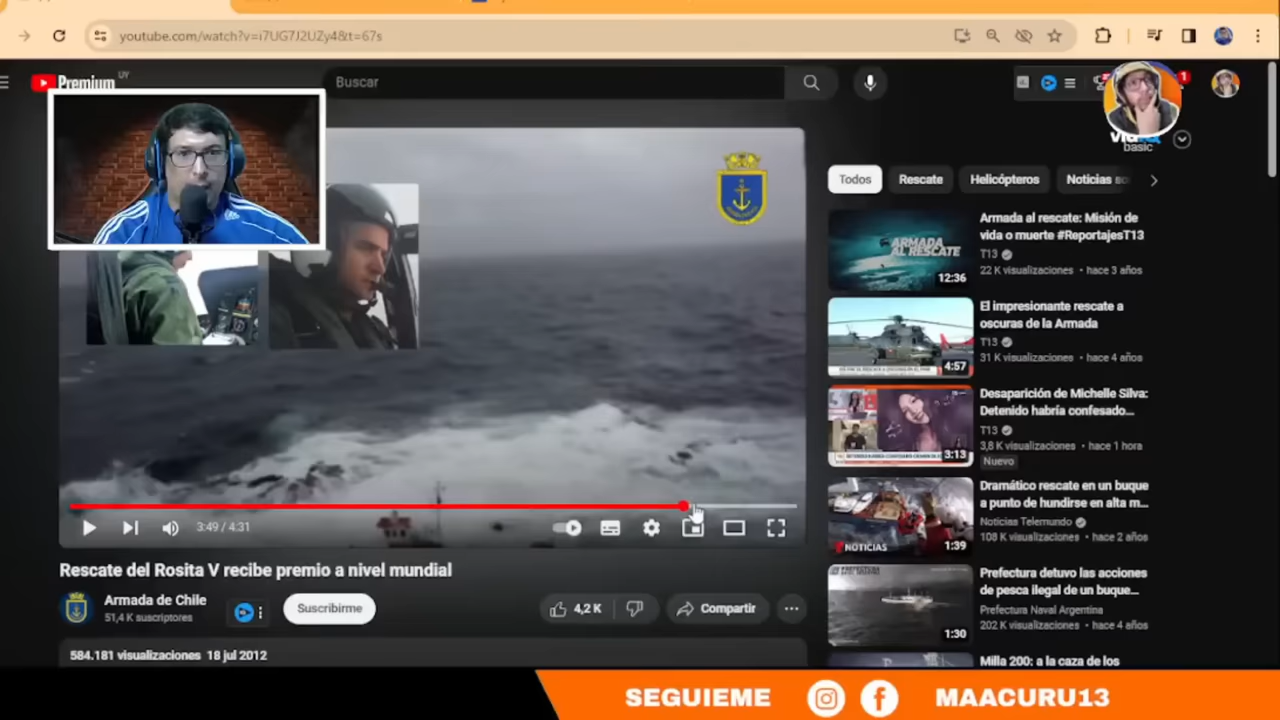 youtube.com/watch?v=i7UG7J2UZy4&t=67s
Premium
UY
Buscar
1
basic
Todos
Rescate
Helicópteros
Noticias
ARMADA
AL RESCATE
12:36
Armada al rescate: Misión de
vida o muerte #ReportajesT13
T13
22 K visualizaciones • hace 3 años
4:57
El impresionante rescate a
oscuras de la Armada
T13
31 K visualizaciones • hace 4 años
3:13
Desaparición de Michelle Silva:
Detenido habría confesado...
T13
3,8 K visualizaciones • hace 1 hora
Nuevo
NOTICIAS
1:39
Dramático rescate en un buque
a punto de hundirse en alta m...
Noticias Telemundo
108 K visualizaciones • hace 2 años
1:30
Prefectura detuvo las acciones
de pesca ilegal de un buque...
Prefectura Naval Argentina
202 K visualizaciones • hace 4 años
Milla 200: a la caza de los
3:49 / 4:31
Rescate del Rosita V recibe premio a nivel mundial
Armada de Chile
51,4 K suscriptores
Suscribirme
4,2 K
Compartir
584.181 visualizaciones 18 jul 2012
SEGUIEME
MAACURU13